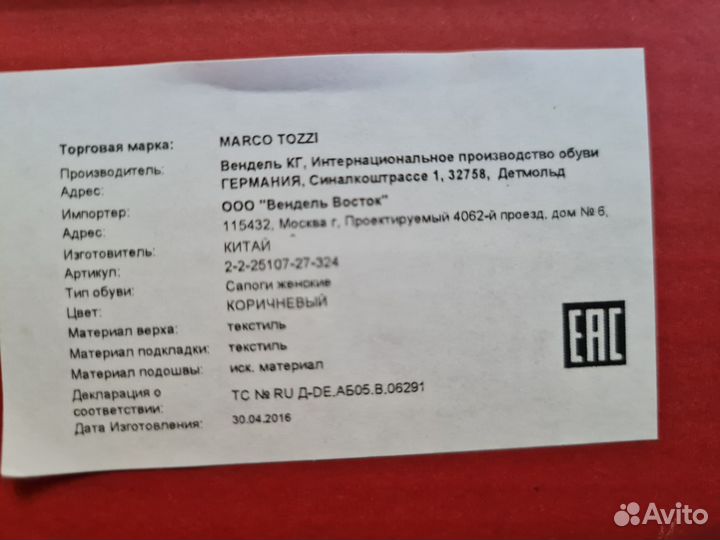 Торговая марка: MARCO TOZZI
Производитель: Вендель КГ, Интернациональное производство обуви
Адрес: ГЕРМАНИЯ, Синалкоштрассе 1, 32758, Детмольд
Импортер: ООО "Вендель Восток"
Адрес: 115432, Москва г, Проектируемый 4062-й проезд, дом № 6,
Изготовитель: КИТАЙ
Артикул: 2-2-25107-27-324
Тип обуви: Сапоги женские
Цвет: КОРИЧНЕВЫЙ
Материал верха: текстиль
Материал подкладки: текстиль
Материал подошвы: иск. материал
Декларация о
соответствии: ТС № RU Д-DE.АБ05.В.06291
Дата Изготовления: 30.04.2016
EAC
Avito